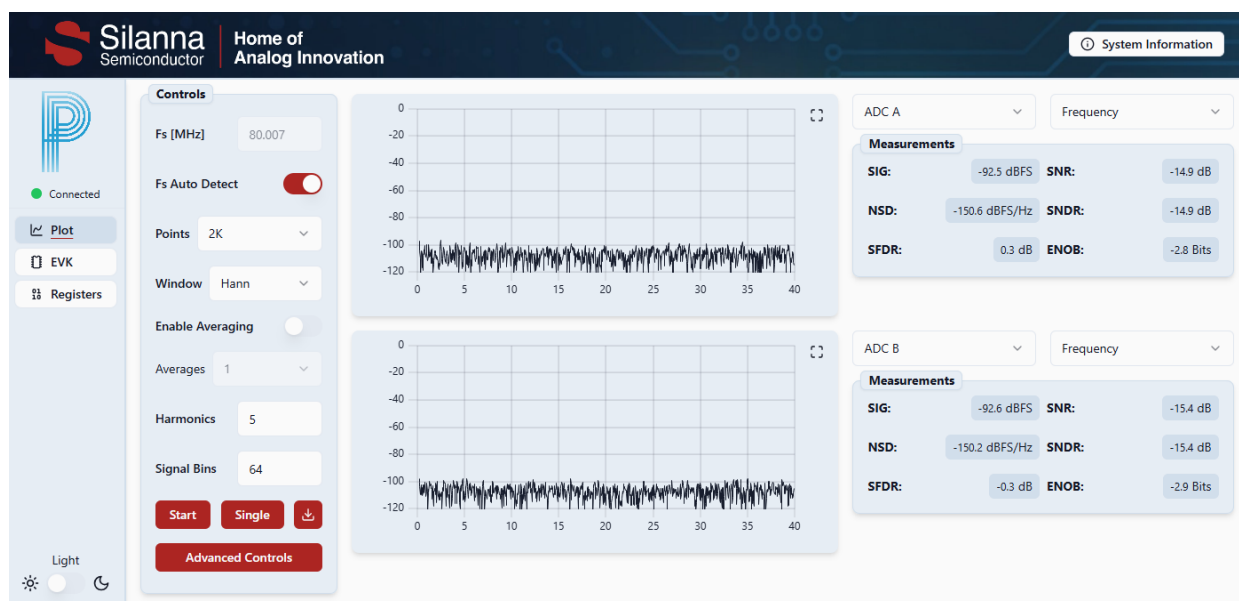 Silanna
Semiconductor
Home of
Analog Innovation
System Information
Connected
Plot
EVK
Registers
Light
Controls
Fs [MHz] 80.007
Fs Auto Detect
Points 2K
Window Hann
Enable Averaging
Averages 1
Harmonics 5
Signal Bins 64
Start Single
Advanced Controls
0
-20
-40
-60
-80
-100
-120
0 5 10 15 20 25 30 35 40
ADC A Frequency
Measurements
SIG: -92.5 dBFS SNR: -14.9 dB
NSD: -150.6 dBFS/Hz SNDR: -14.9 dB
SFDR: 0.3 dB ENOB: -2.8 Bits
0
-20
-40
-60
-80
-100
-120
0 5 10 15 20 25 30 35 40
ADC B Frequency
Measurements
SIG: -92.6 dBFS SNR: -15.4 dB
NSD: -150.2 dBFS/Hz SNDR: -15.4 dB
SFDR: -0.3 dB ENOB: -2.9 Bits